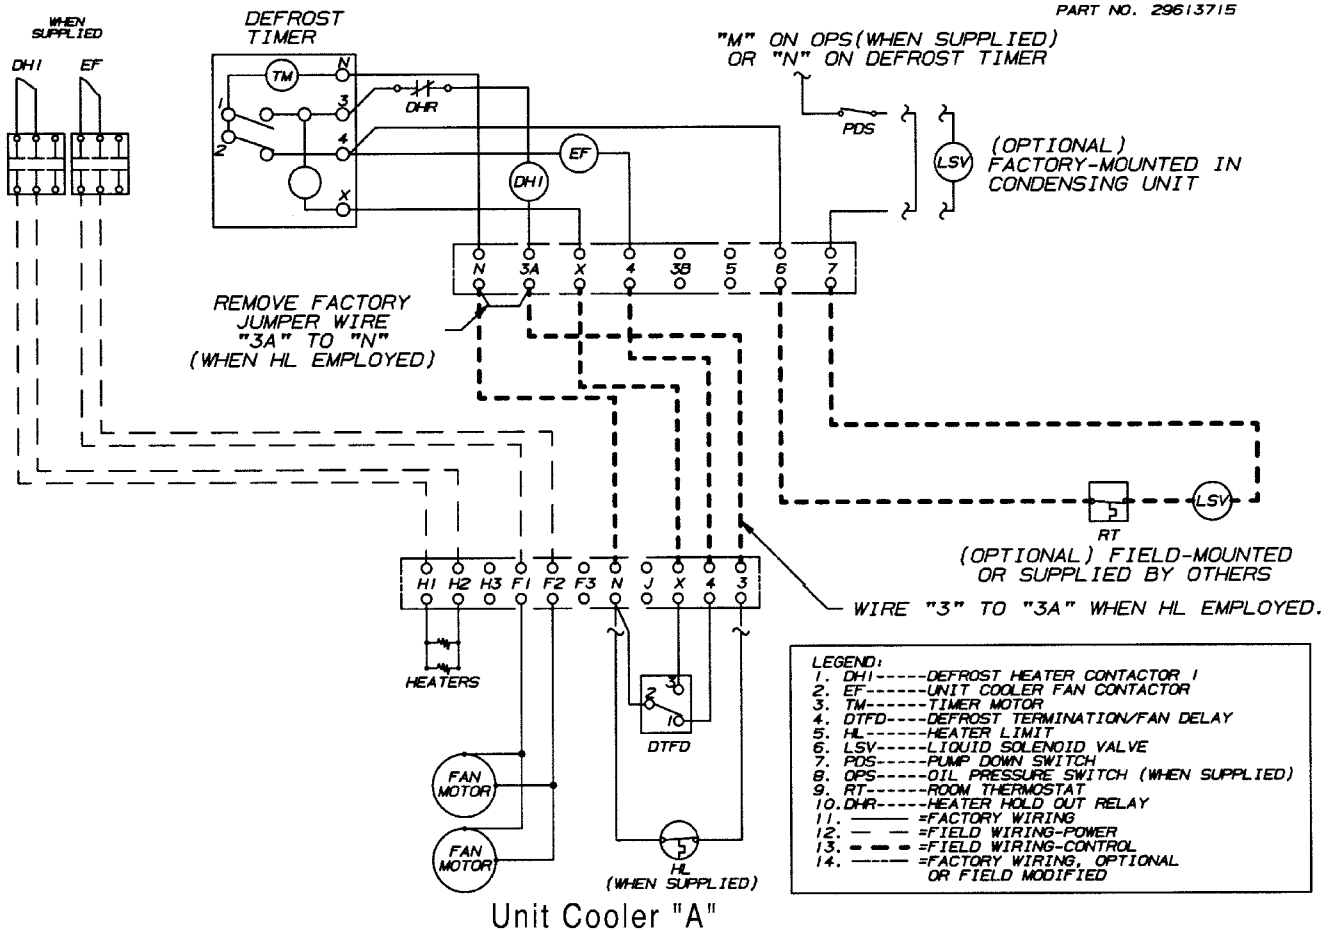 PART NO. 29613715
WHEN
SUPPLIED
DH1
EF
DEFROST
TIMER
TM
N
1
3
2
4
X
DHR
EF
DH1
"M" ON OPS(WHEN SUPPLIED)
OR "N" ON DEFROST TIMER
PDS
LSV
(OPTIONAL)
FACTORY-MOUNTED IN
CONDENSING UNIT
N 3A X 4 3B 5 6 7
REMOVE FACTORY
JUMPER WIRE
"3A" TO "N"
(WHEN HL EMPLOYED)
RT
LSV
(OPTIONAL) FIELD-MOUNTED
OR SUPPLIED BY OTHERS
WIRE "3" TO "3A" WHEN HL EMPLOYED.
H1 H2 H3 F1 F2 F3 N J X 4 3
HEATERS
3
2
1
DTFD
FAN
MOTOR
FAN
MOTOR
HL
(WHEN SUPPLIED)
Unit Cooler "A"
LEGEND:
1. DH1-----DEFROST HEATER CONTACTOR 1
2. EF------UNIT COOLER FAN CONTACTOR
3. TM------TIMER MOTOR
4. DTFD----DEFROST TERMINATION/FAN DELAY
5. HL------HEATER LIMIT
6. LSV-----LIQUID SOLENOID VALVE
7. PDS-----PUMP DOWN SWITCH
8. OPS-----OIL PRESSURE SWITCH (WHEN SUPPLIED)
9. RT------ROOM THERMOSTAT
10. DHR-----HEATER HOLD OUT RELAY
11. =FACTORY WIRING
12. =FIELD WIRING-POWER
13. =FIELD WIRING-CONTROL
14. =FACTORY WIRING, OPTIONAL
OR FIELD MODIFIED